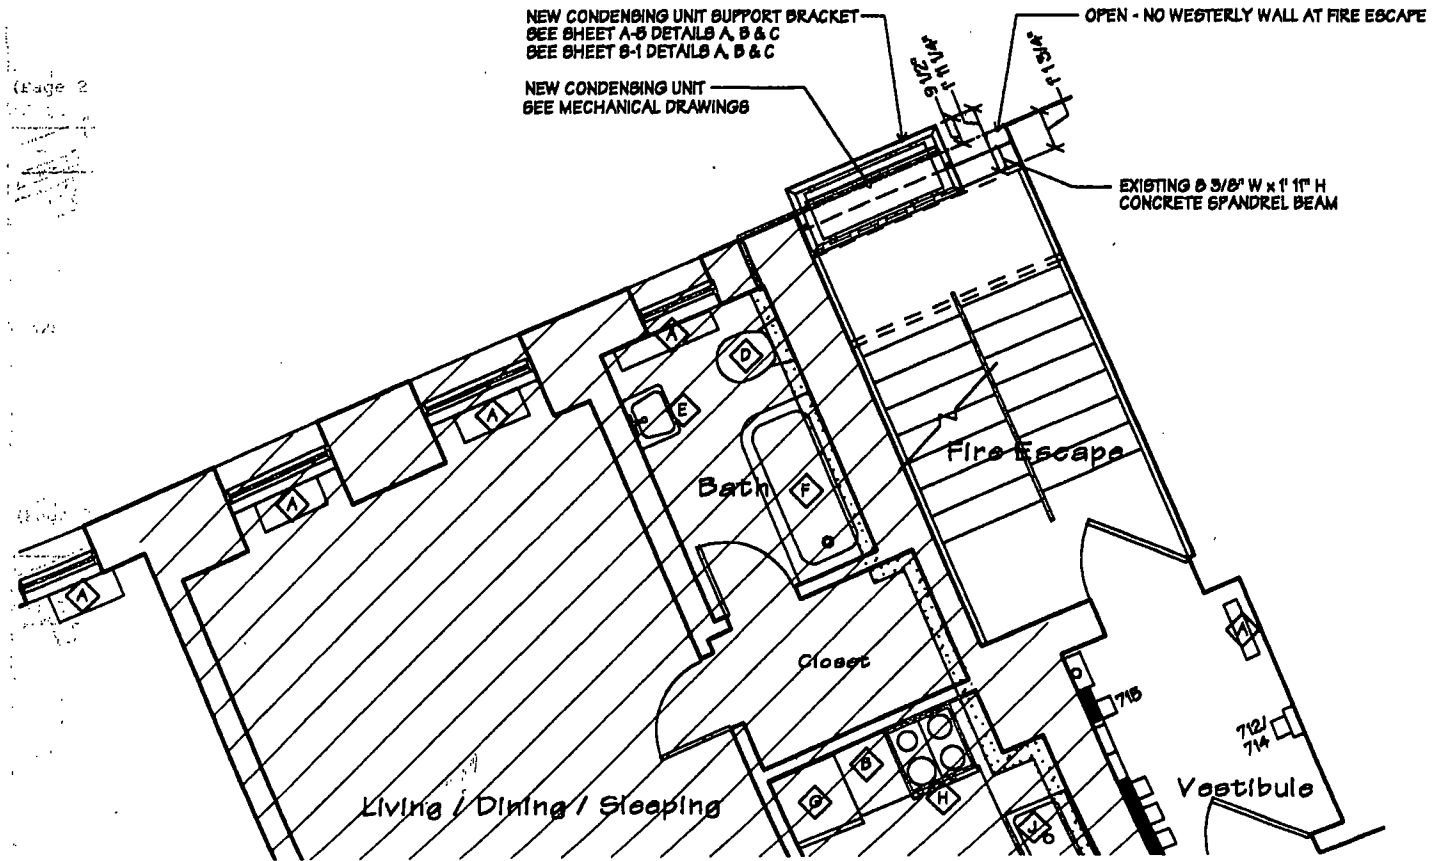 NEW CONDENSING UNIT SUPPORT BRACKET
SEE SHEET A-5 DETAILS A, B & C
SEE SHEET S-1 DETAILS A, B & C
OPEN - NO WESTERLY WALL AT FIRE ESCAPE
NEW CONDENSING UNIT
SEE MECHANICAL DRAWINGS
9 1/2"
1' 11 1/4"
1' 1 3/4"
EXISTING 8 3/8" W x 1' 11" H
CONCRETE SPANDREL BEAM
(Page 2
A
D
A
E
A
Fire Escape
Bath
F
A
A
Closet
715
712/
714
B
Vestibule
Living / Dining / Sleeping
G
H
J